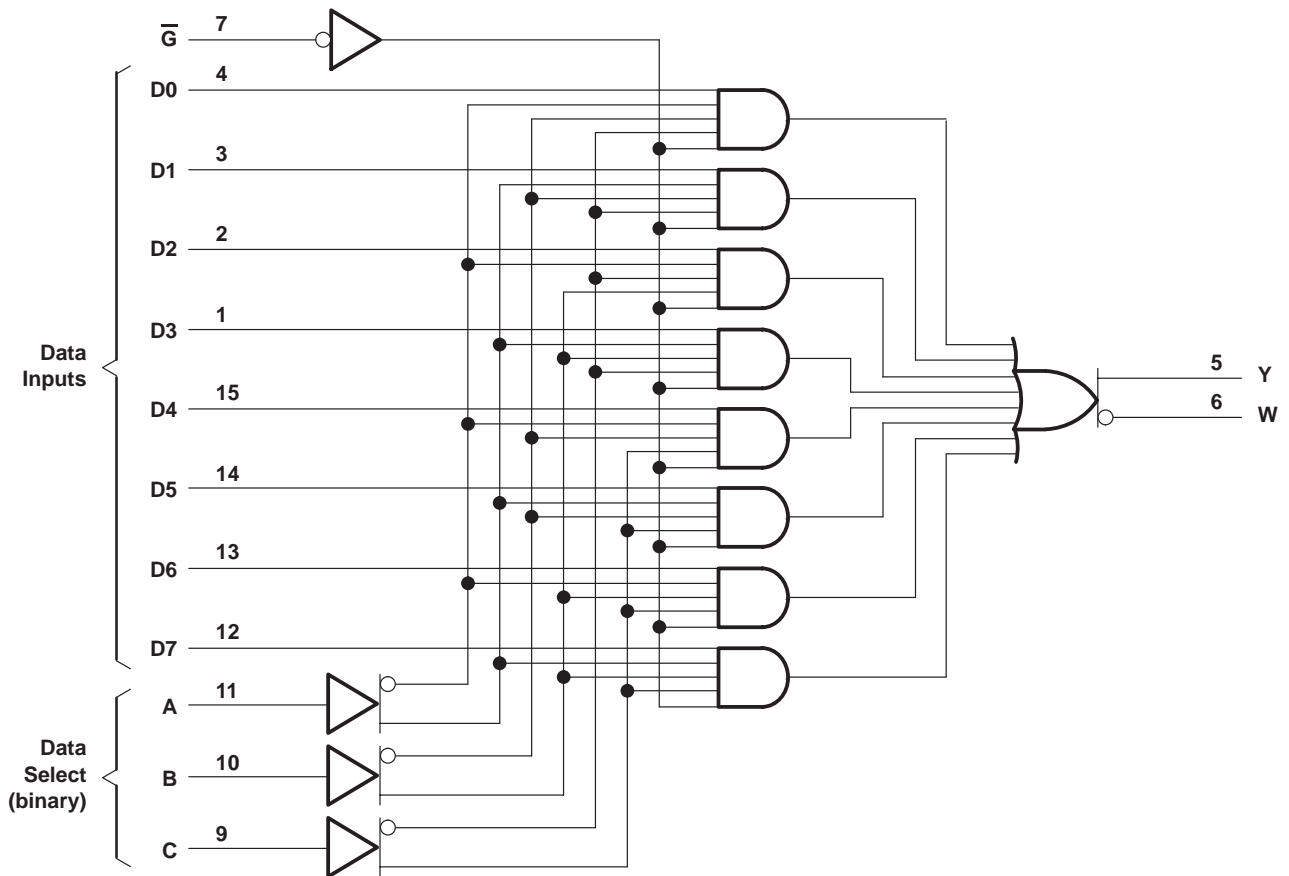 G̅ 7
D0 4
D1 3
D2 2
D3 1
Data
Inputs
D4 15
D5 14
D6 13
D7 12
5 Y
6 W
A 11
B 10
C 9
Data
Select
(binary)